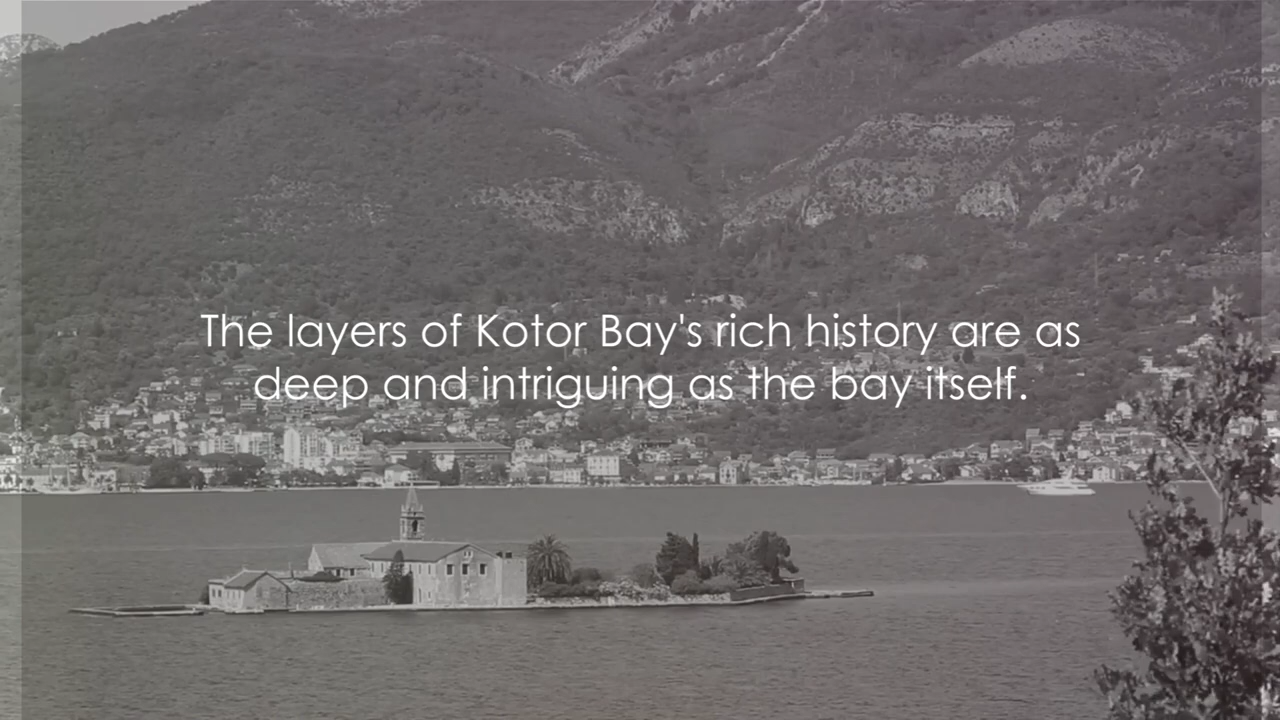 The layers of Kotor Bay's rich history are as
deep and intriguing as the bay itself.